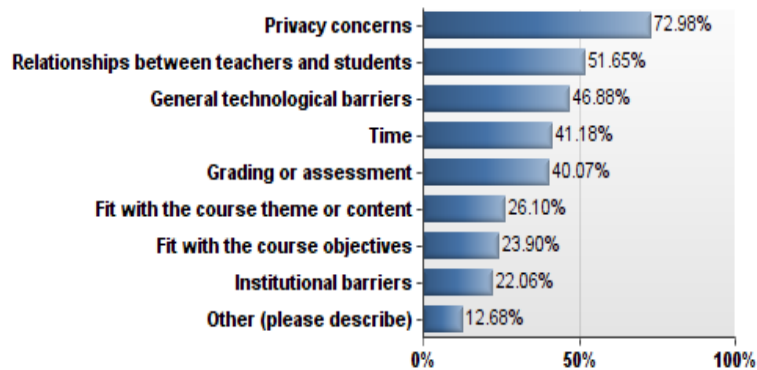 Privacy concerns 72.98%
Relationships between teachers and students 51.65%
General technological barriers 46.88%
Time 41.18%
Grading or assessment 40.07%
Fit with the course theme or content 26.10%
Fit with the course objectives 23.90%
Institutional barriers 22.06%
Other (please describe) 12.68%
0% 50% 100%